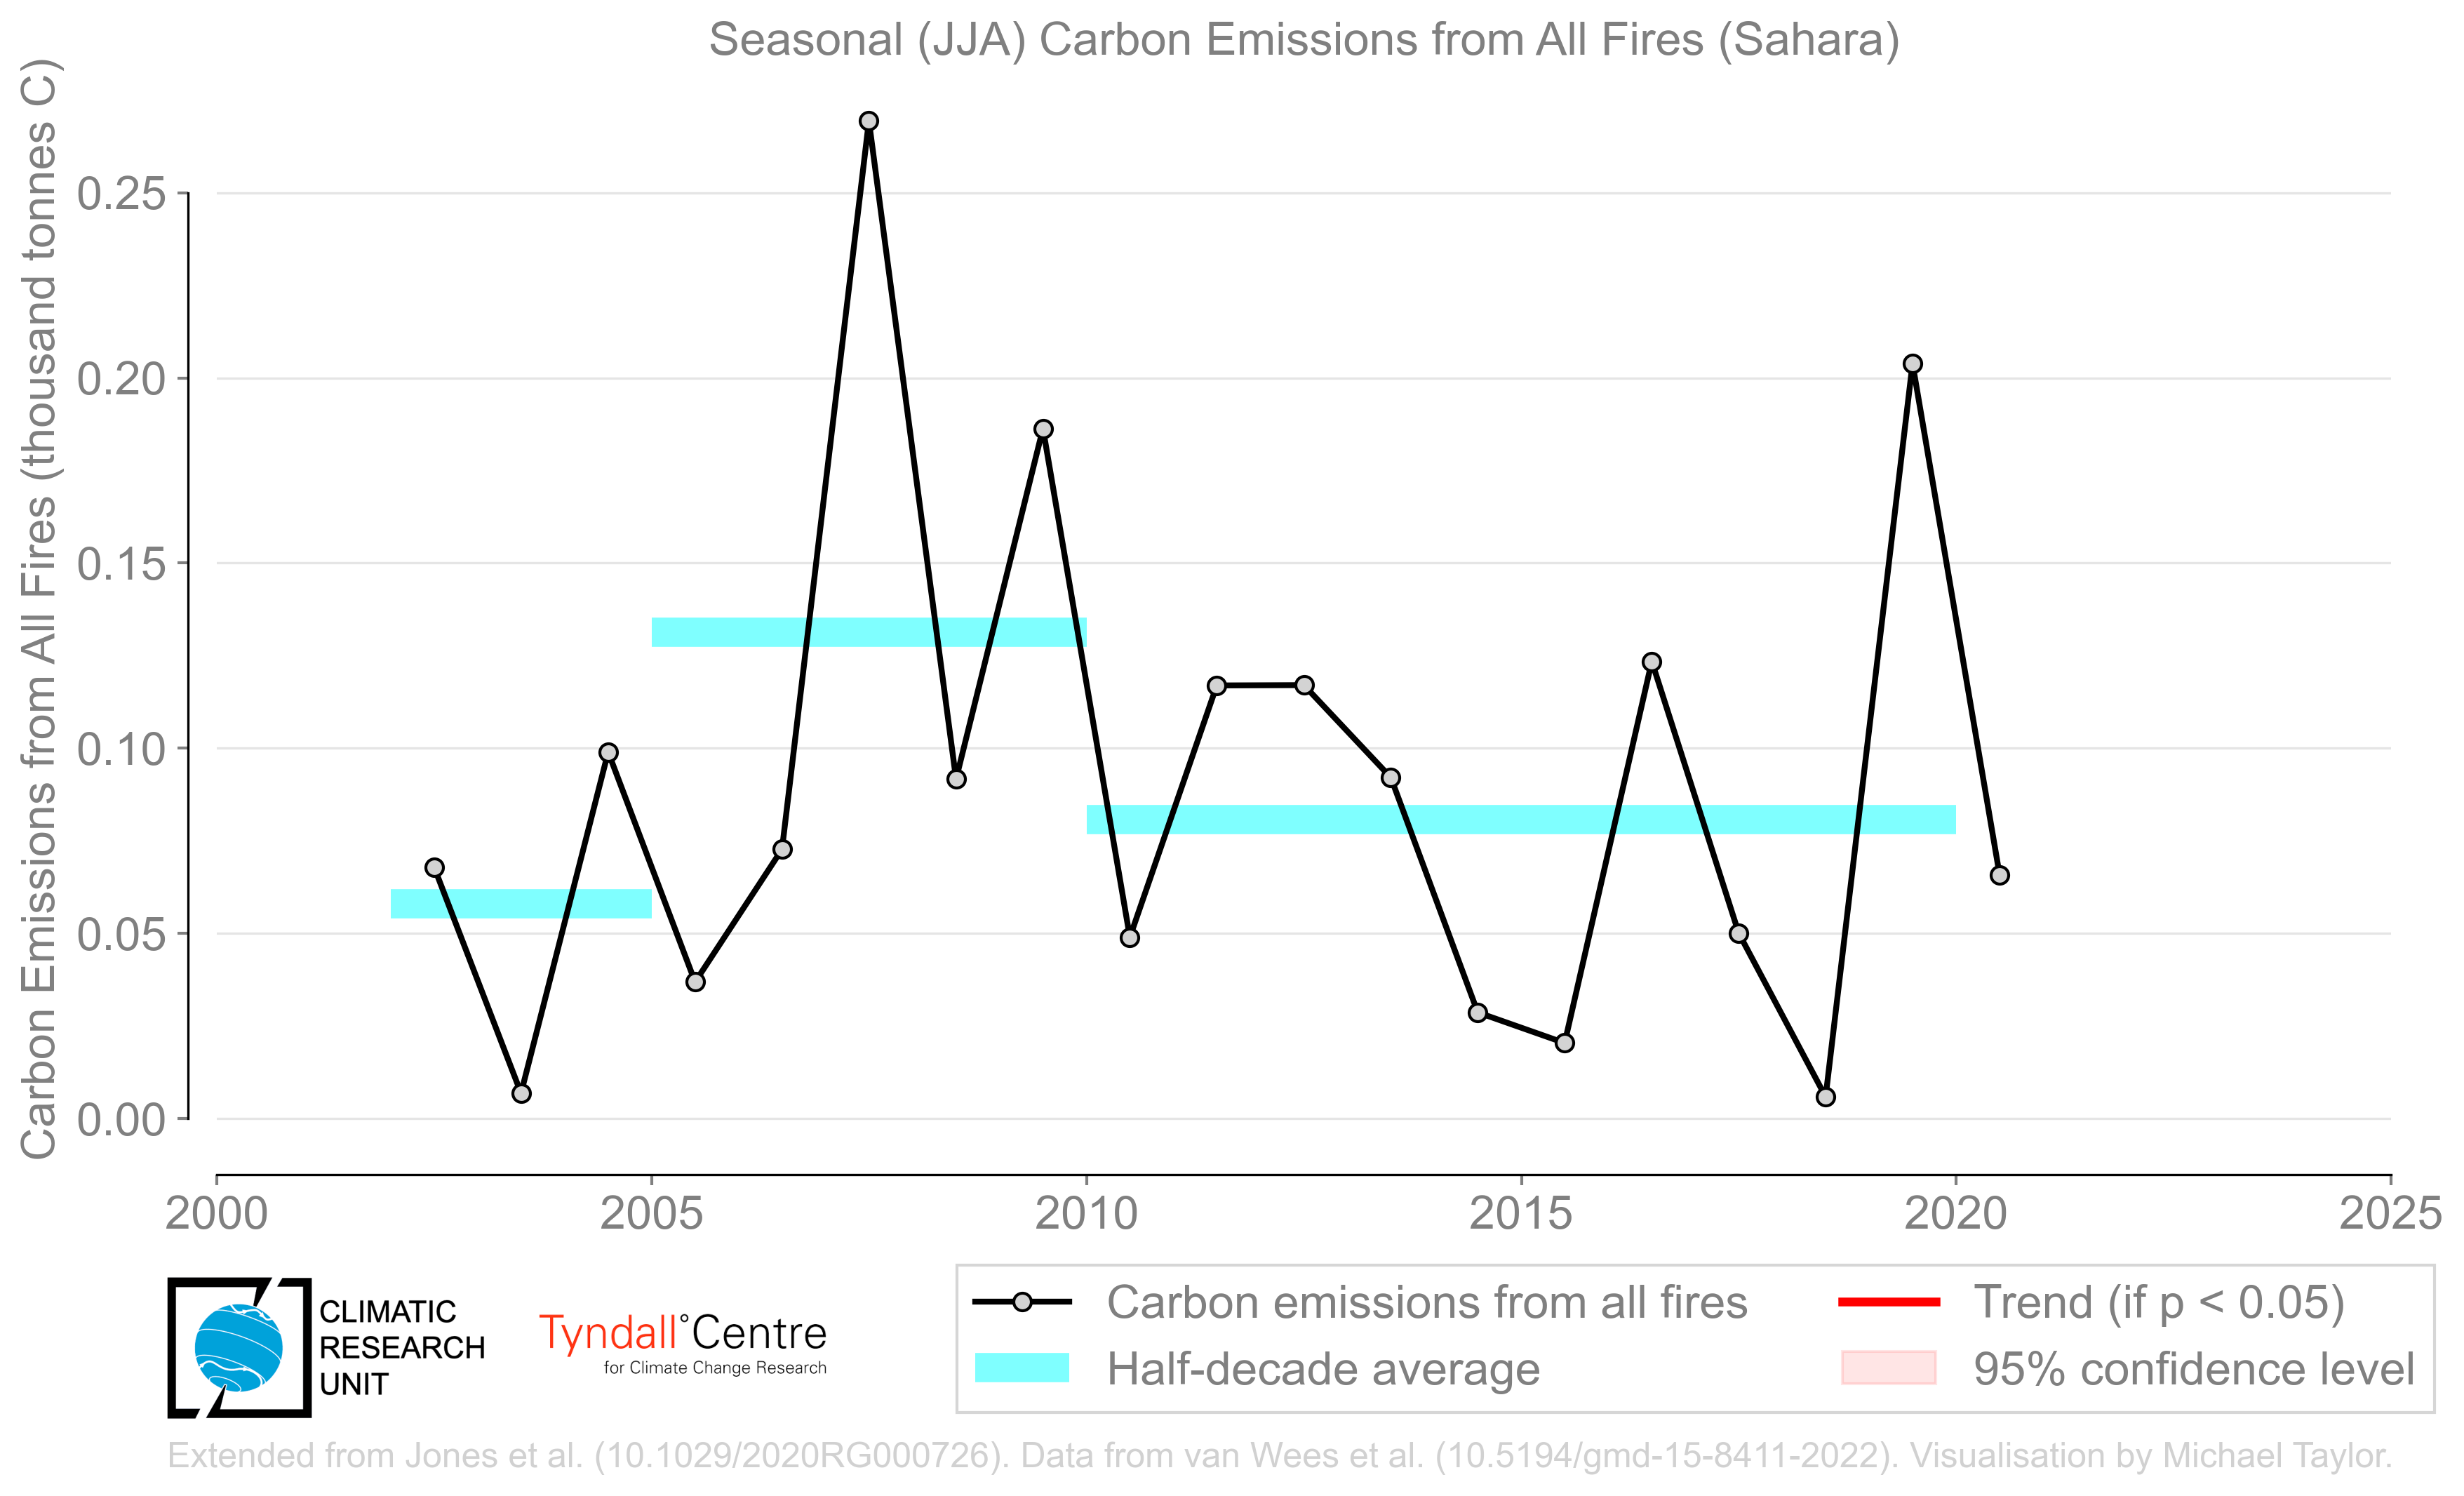 Seasonal (JJA) Carbon Emissions from All Fires (Sahara)
Carbon Emissions from All Fires (thousand tonnes C)
0.25
0.20
0.15
0.10
0.05
0.00
2000 2005 2010 2015 2020 2025
CLIMATIC
RESEARCH
UNIT
Tyndall°Centre
for Climate Change Research
Carbon emissions from all fires
Half-decade average
Trend (if p < 0.05)
95% confidence level
Extended from Jones et al. (10.1029/2020RG000726). Data from van Wees et al. (10.5194/gmd-15-8411-2022). Visualisation by Michael Taylor.